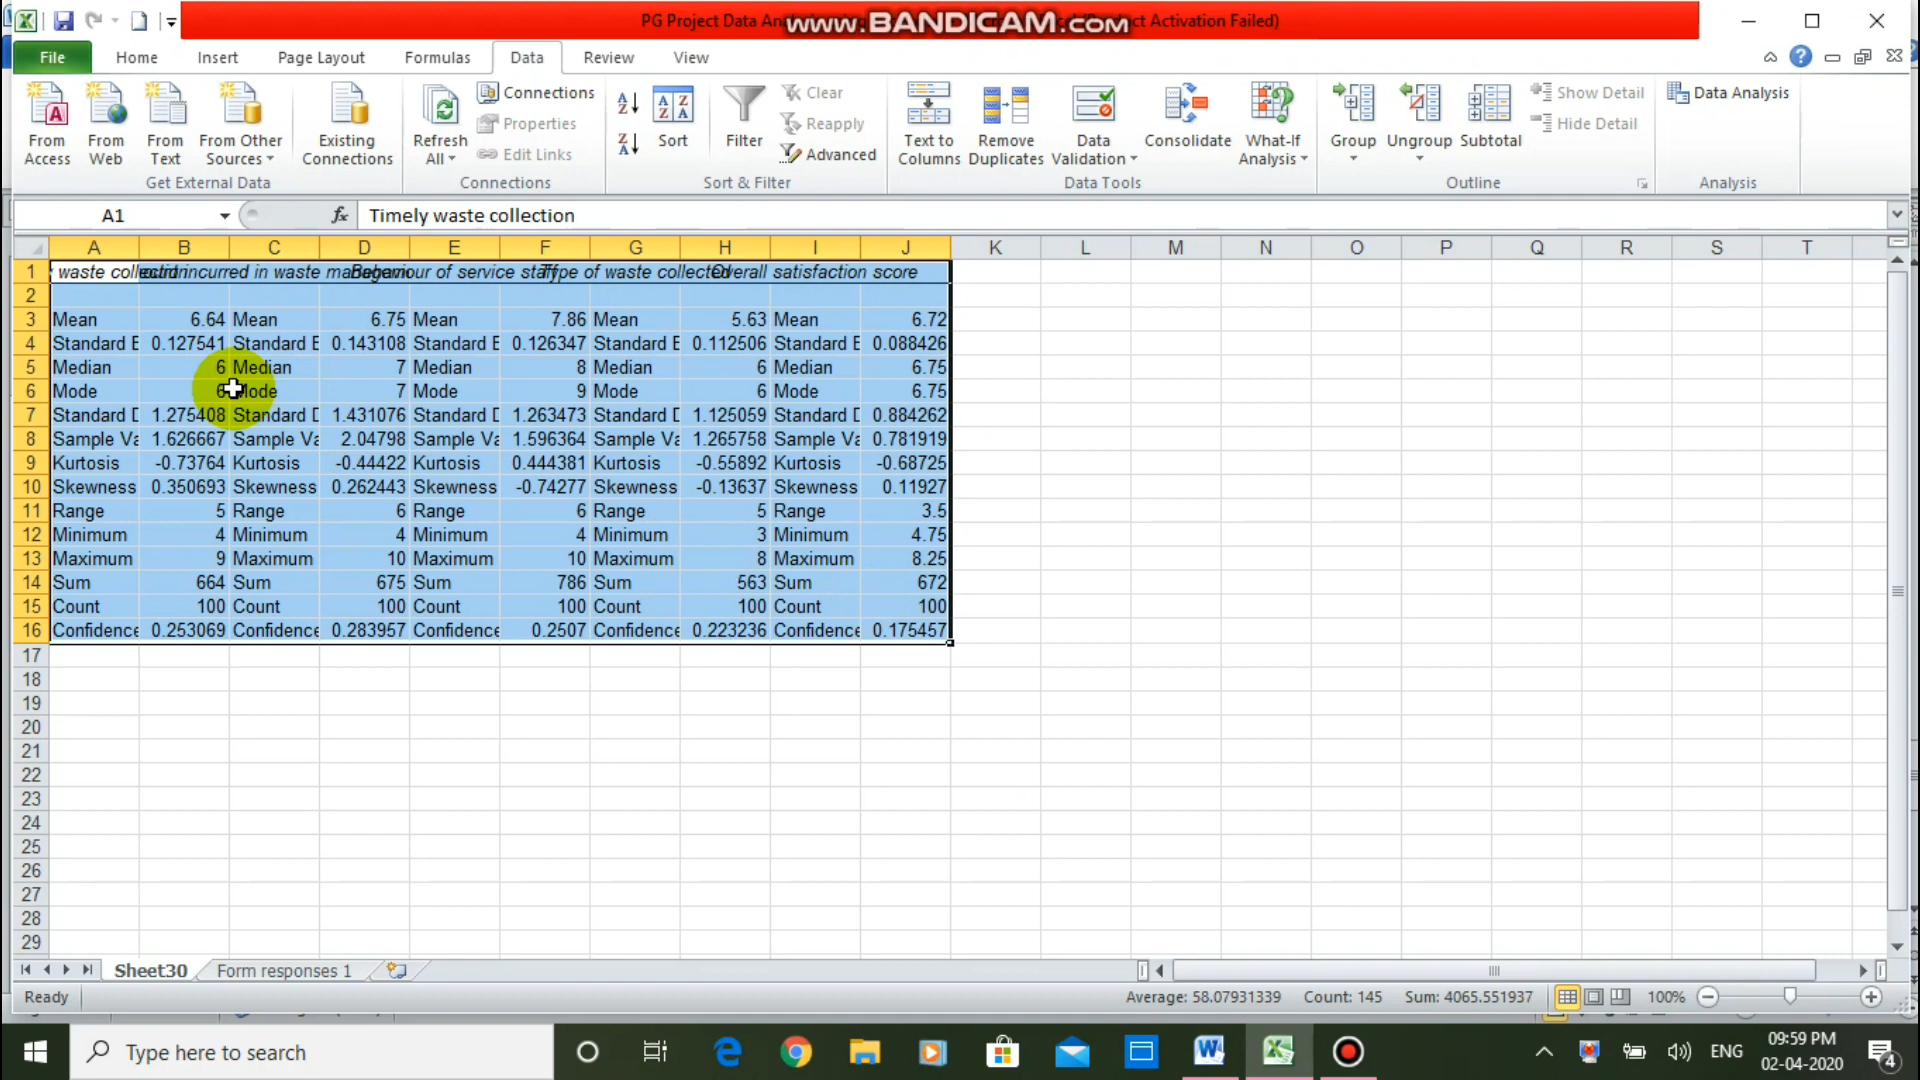 PG Project Data
www.BANDICAM.com
Activation Failed)
File Home Insert Page Layout Formulas Data Review View
From Access
From Web
From Text
From Other Sources
Existing Connections
Get External Data
Refresh All
Connections
Properties
Edit Links
Connections
Sort
Filter
Clear
Reapply
Advanced
Sort & Filter
Text to Columns
Remove Duplicates
Data Validation
Consolidate
What-If Analysis
Data Tools
Group
Ungroup
Subtotal
Show Detail
Hide Detail
Outline
Data Analysis
Analysis
A1 fx Timely waste collection
A B C D E F G H I J K L M N O P Q R S T
1 waste incurred in waste of service Type of waste collected satisfaction score
2
3 Mean 6.64 Mean 6.75 Mean 7.86 Mean 5.63 Mean 6.72
4 Standard E 0.127541 Standard E 0.143108 Standard E 0.126347 Standard E 0.112506 Standard E 0.088426
5 Median 6 Median 7 Median 8 Median 6 Median 6.75
6 Mode 6 Mode 7 Mode 9 Mode 6 Mode 6.75
7 Standard D 1.275408 Standard D 1.431076 Standard D 1.263473 Standard D 1.125059 Standard D 0.884262
8 Sample Va 1.626667 Sample Va 2.04798 Sample Va 1.596364 Sample Va 1.265758 Sample Va 0.781919
9 Kurtosis -0.73764 Kurtosis -0.44422 Kurtosis 0.444381 Kurtosis -0.55892 Kurtosis -0.68725
10 Skewness 0.350693 Skewness 0.262443 Skewness -0.74277 Skewness -0.13637 Skewness 0.11927
11 Range 5 Range 6 Range 6 Range 5 Range 3.5
12 Minimum 4 Minimum 4 Minimum 4 Minimum 3 Minimum 4.75
13 Maximum 9 Maximum 10 Maximum 10 Maximum 8 Maximum 8.25
14 Sum 664 Sum 675 Sum 786 Sum 563 Sum 672
15 Count 100 Count 100 Count 100 Count 100 Count 100
16 Confidence 0.253069 Confidence 0.283957 Confidence 0.2507 Confidence 0.223236 Confidence 0.175457
17
18
19
20
21
22
23
24
25
26
27
28
29
Sheet30 Form responses 1
Ready Average: 58.07931339 Count: 145 Sum: 4065.551937 100%
Type here to search
ENG
09:59 PM
02-04-2020
4